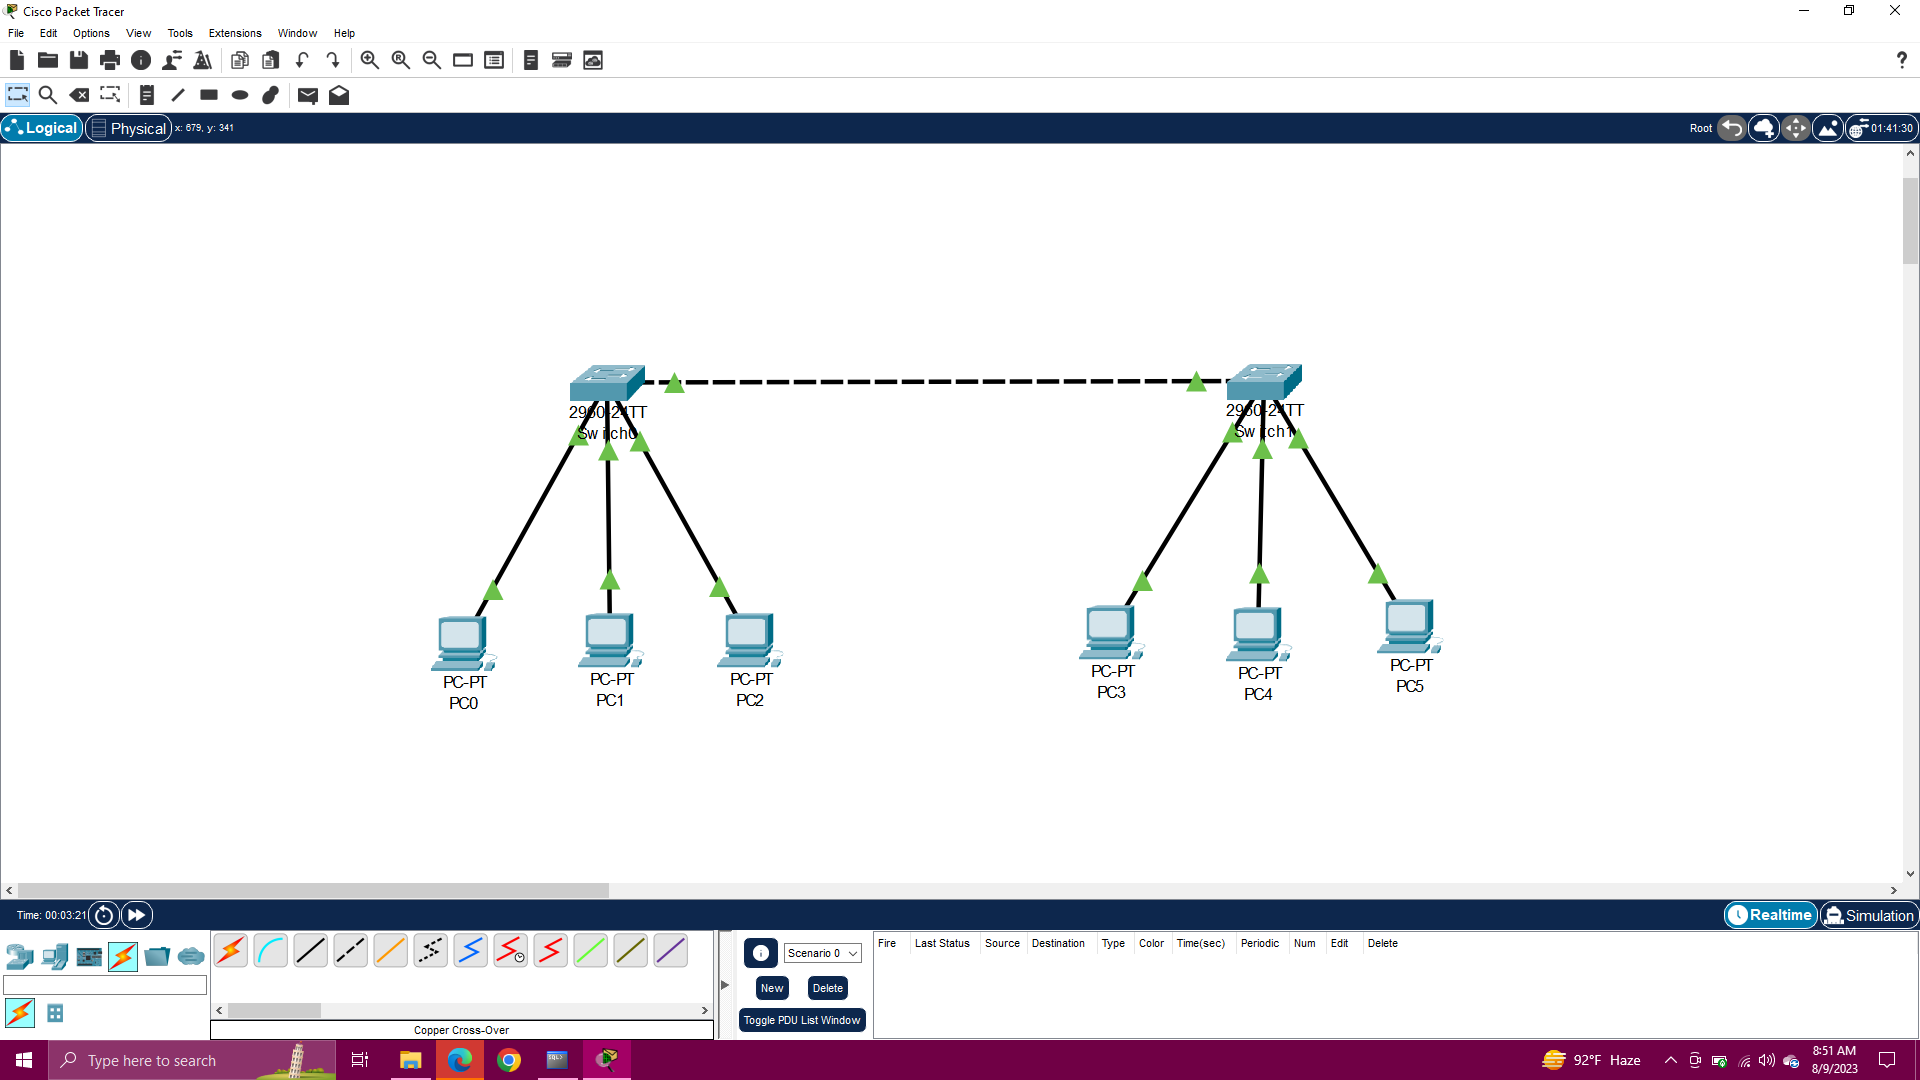 Cisco Packet Tracer
File Edit Options View Tools Extensions Window Help
?
Logical Physical x: 679, y: 341 Root 01:41:30
2960-24TT
Switch0
2960-24TT
Switch1
PC-PT
PC0
PC-PT
PC1
PC-PT
PC2
PC-PT
PC3
PC-PT
PC4
PC-PT
PC5
Time: 00:03:21 Realtime Simulation
Scenario 0
New Delete
Toggle PDU List Window
Fire Last Status Source Destination Type Color Time(sec) Periodic Num Edit Delete
Copper Cross-Over
Type here to search
92°F Haze
8:51 AM
8/9/2023